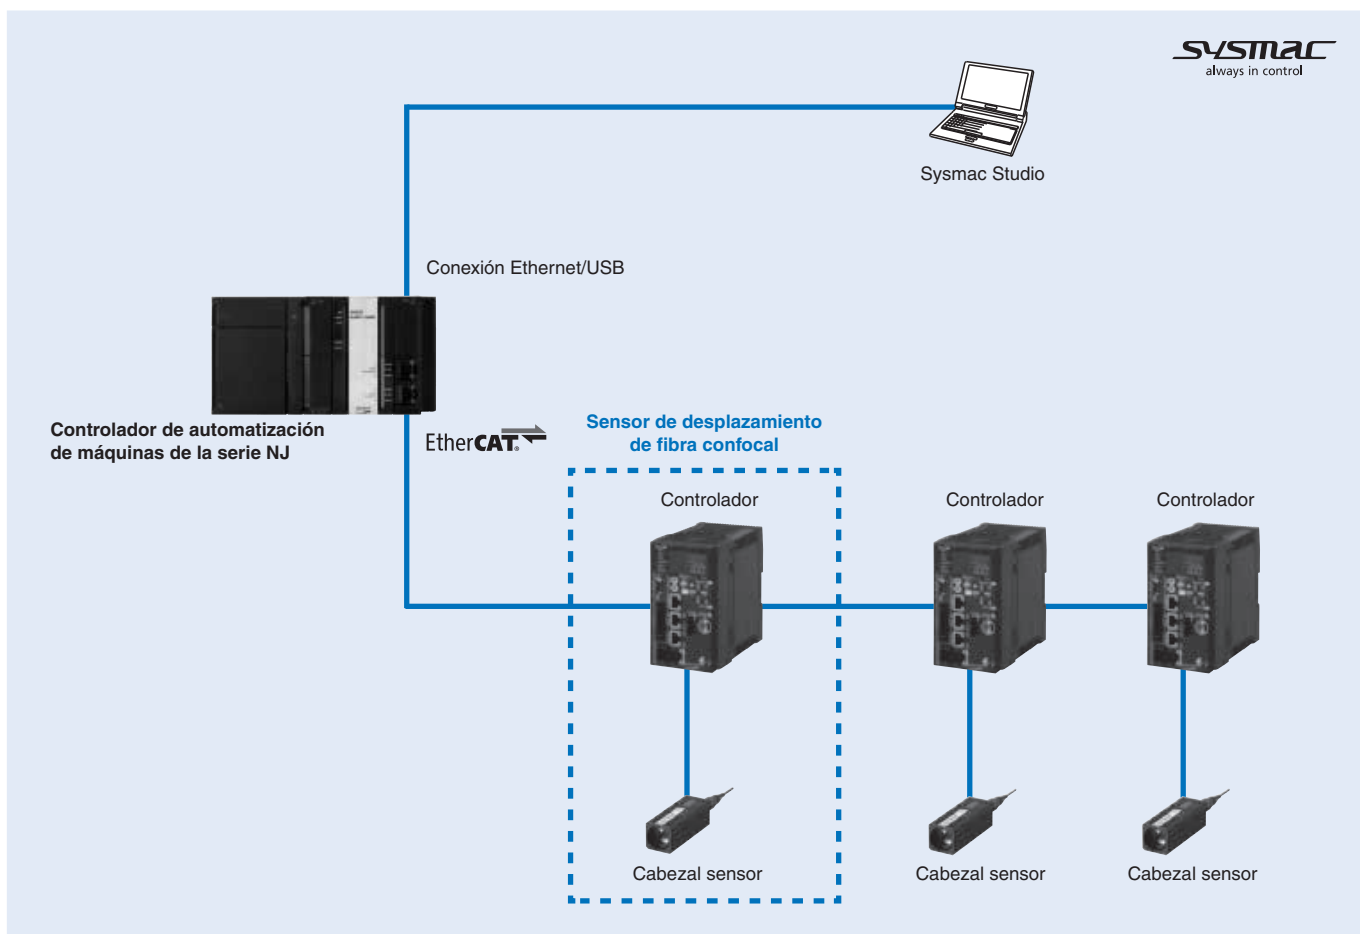 sysmac
always in control
Sysmac Studio
Conexión Ethernet/USB
Controlador de automatización
de máquinas de la serie NJ
EtherCAT®
Sensor de desplazamiento
de fibra confocal
Controlador
Controlador
Controlador
Cabezal sensor
Cabezal sensor
Cabezal sensor